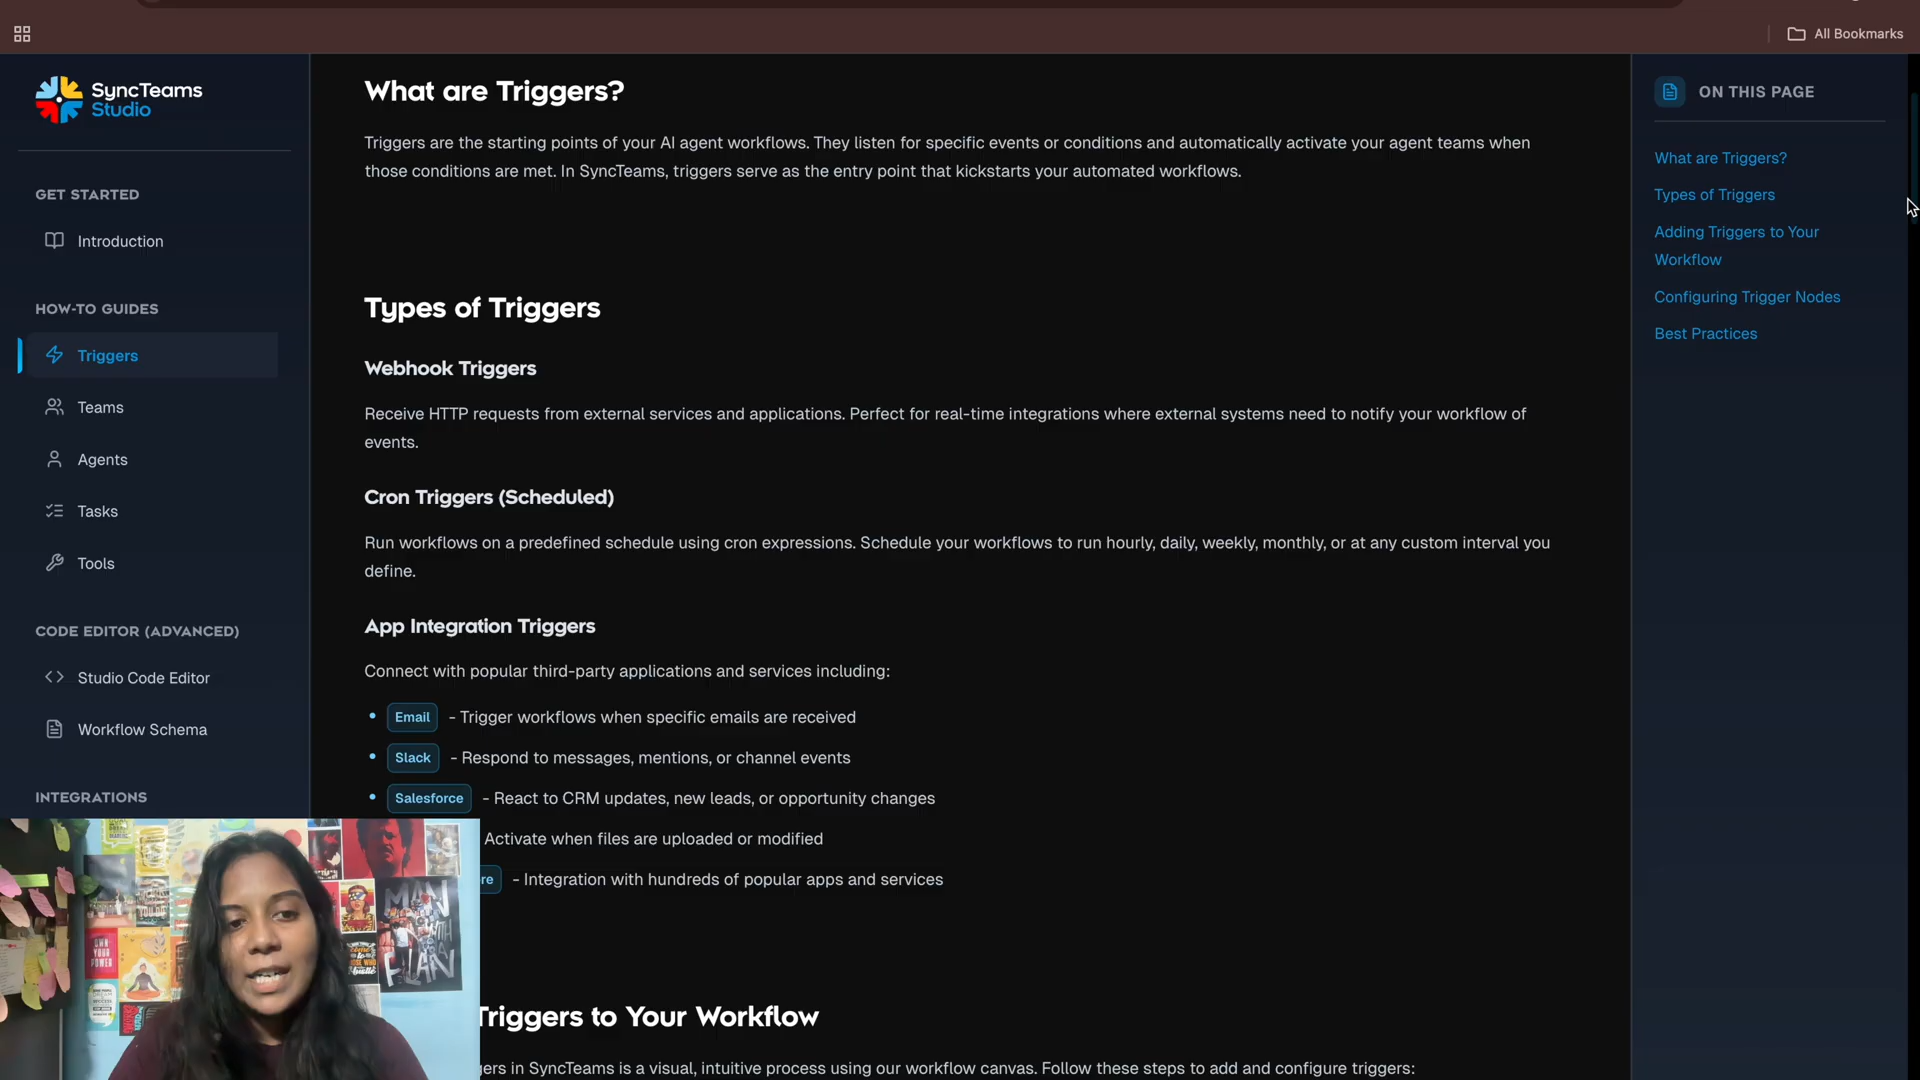 All Bookmarks
SyncTeams
Studio
GET STARTED
Introduction
HOW-TO GUIDES
Triggers
Teams
Agents
Tasks
Tools
CODE EDITOR (ADVANCED)
Studio Code Editor
Workflow Schema
INTEGRATIONS
What are Triggers?
Triggers are the starting points of your AI agent workflows. They listen for specific events or conditions and automatically activate your agent teams when
those conditions are met. In SyncTeams, triggers serve as the entry point that kickstarts your automated workflows.
Types of Triggers
Webhook Triggers
Receive HTTP requests from external services and applications. Perfect for real-time integrations where external systems need to notify your workflow of
events.
Cron Triggers (Scheduled)
Run workflows on a predefined schedule using cron expressions. Schedule your workflows to run hourly, daily, weekly, monthly, or at any custom interval you
define.
App Integration Triggers
Connect with popular third-party applications and services including:
Email - Trigger workflows when specific emails are received
Slack - Respond to messages, mentions, or channel events
Salesforce - React to CRM updates, new leads, or opportunity changes
Activate when files are uploaded or modified
re - Integration with hundreds of popular apps and services
Triggers to Your Workflow
ers in SyncTeams is a visual, intuitive process using our workflow canvas. Follow these steps to add and configure triggers:
ON THIS PAGE
What are Triggers?
Types of Triggers
Adding Triggers to Your
Workflow
Configuring Trigger Nodes
Best Practices
OWN
YOUR
POWER
MAN
WITH
PLAN